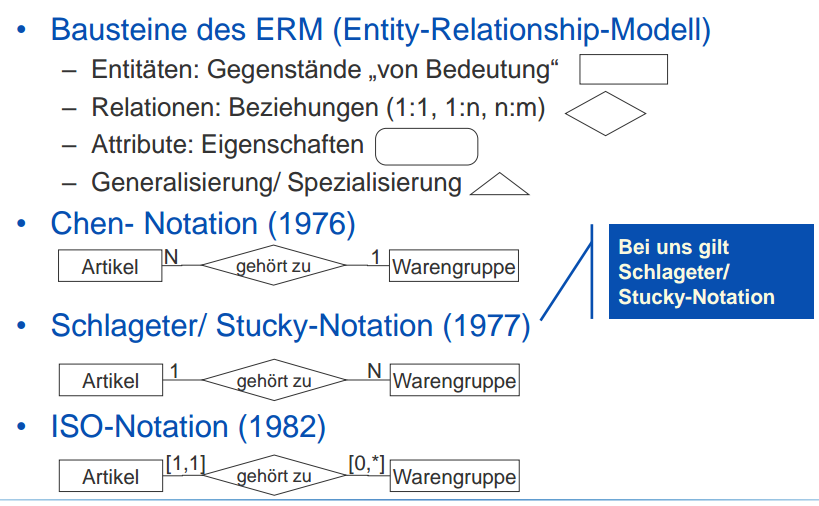 • Bausteine des ERM (Entity-Relationship-Modell)
– Entitäten: Gegenstände „von Bedeutung“
– Relationen: Beziehungen (1:1, 1:n, n:m)
– Attribute: Eigenschaften
– Generalisierung/ Spezialisierung
• Chen- Notation (1976)
Artikel N gehört zu 1 Warengruppe
Bei uns gilt
Schlageter/
Stucky-Notation
• Schlageter/ Stucky-Notation (1977)
Artikel 1 gehört zu N Warengruppe
• ISO-Notation (1982)
Artikel [1,1] gehört zu [0,*] Warengruppe